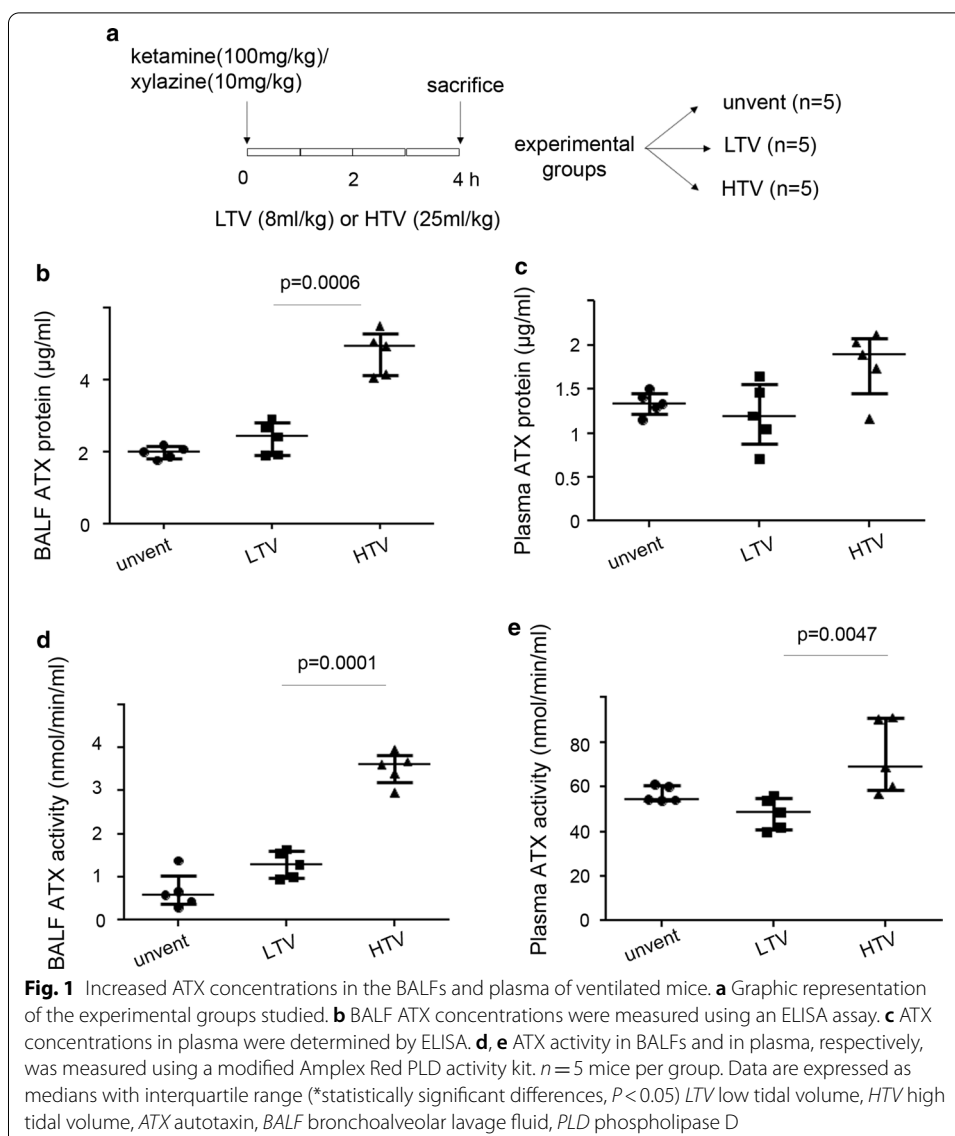 a
ketamine(100mg/kg)/
xylazine(10mg/kg)
sacrifice
0
2
4 h
LTV (8ml/kg) or HTV (25ml/kg)
experimental
groups
unvent (n=5)
LTV (n=5)
HTV (n=5)
b
p=0.0006
BALF ATX protein (µg/ml)
4
2
0
unvent
LTV
HTV
c
Plasma ATX protein (µg/ml)
2
1.5
1
0.5
0
unvent
LTV
HTV
d
p=0.0001
BALF ATX activity (nmol/min/ml)
4
3
2
1
0
unvent
LTV
HTV
e
p=0.0047
Plasma ATX activity (nmol/min/ml)
80
60
40
20
0
unvent
LTV
HTV
Fig. 1 Increased ATX concentrations in the BALFs and plasma of ventilated mice. a Graphic representation
of the experimental groups studied. b BALF ATX concentrations were measured using an ELISA assay. c ATX
concentrations in plasma were determined by ELISA. d, e ATX activity in BALFs and in plasma, respectively,
was measured using a modified Amplex Red PLD activity kit. n = 5 mice per group. Data are expressed as
medians with interquartile range (*statistically significant differences, P < 0.05) LTV low tidal volume, HTV high
tidal volume, ATX autotaxin, BALF bronchoalveolar lavage fluid, PLD phospholipase D